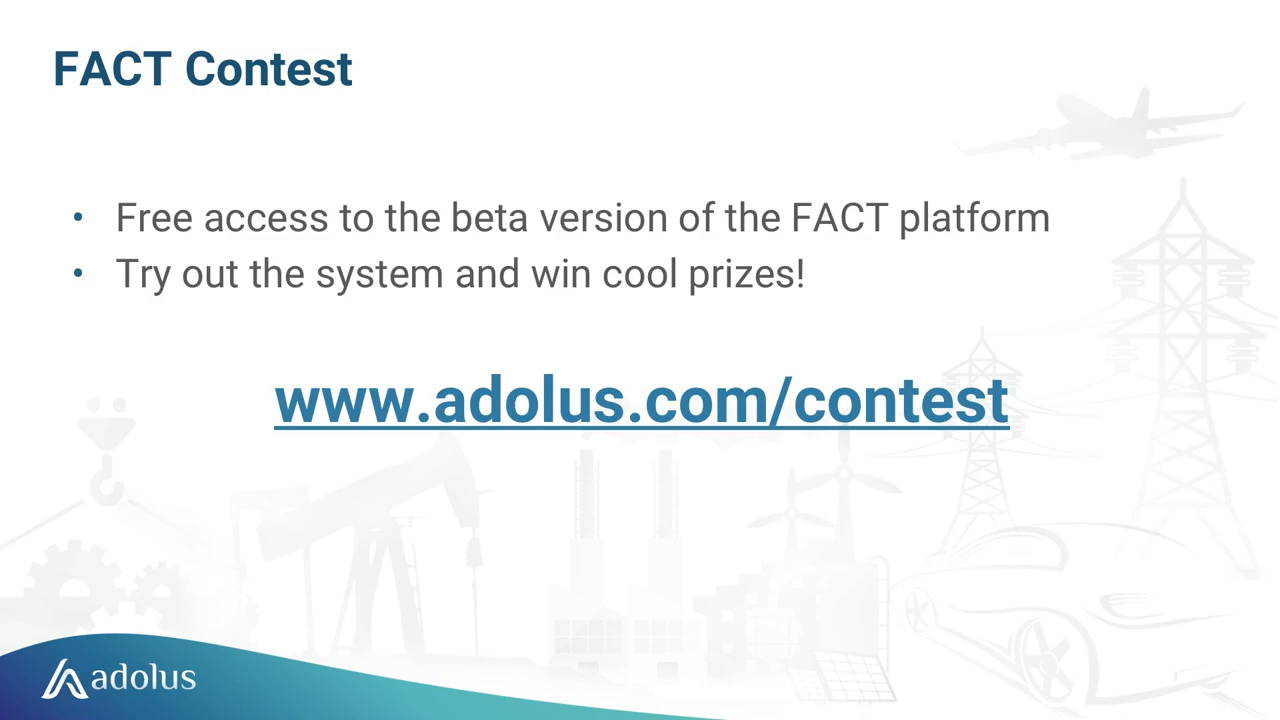 FACT Contest
• Free access to the beta version of the FACT platform
• Try out the system and win cool prizes!
www.adolus.com/contest
adolus